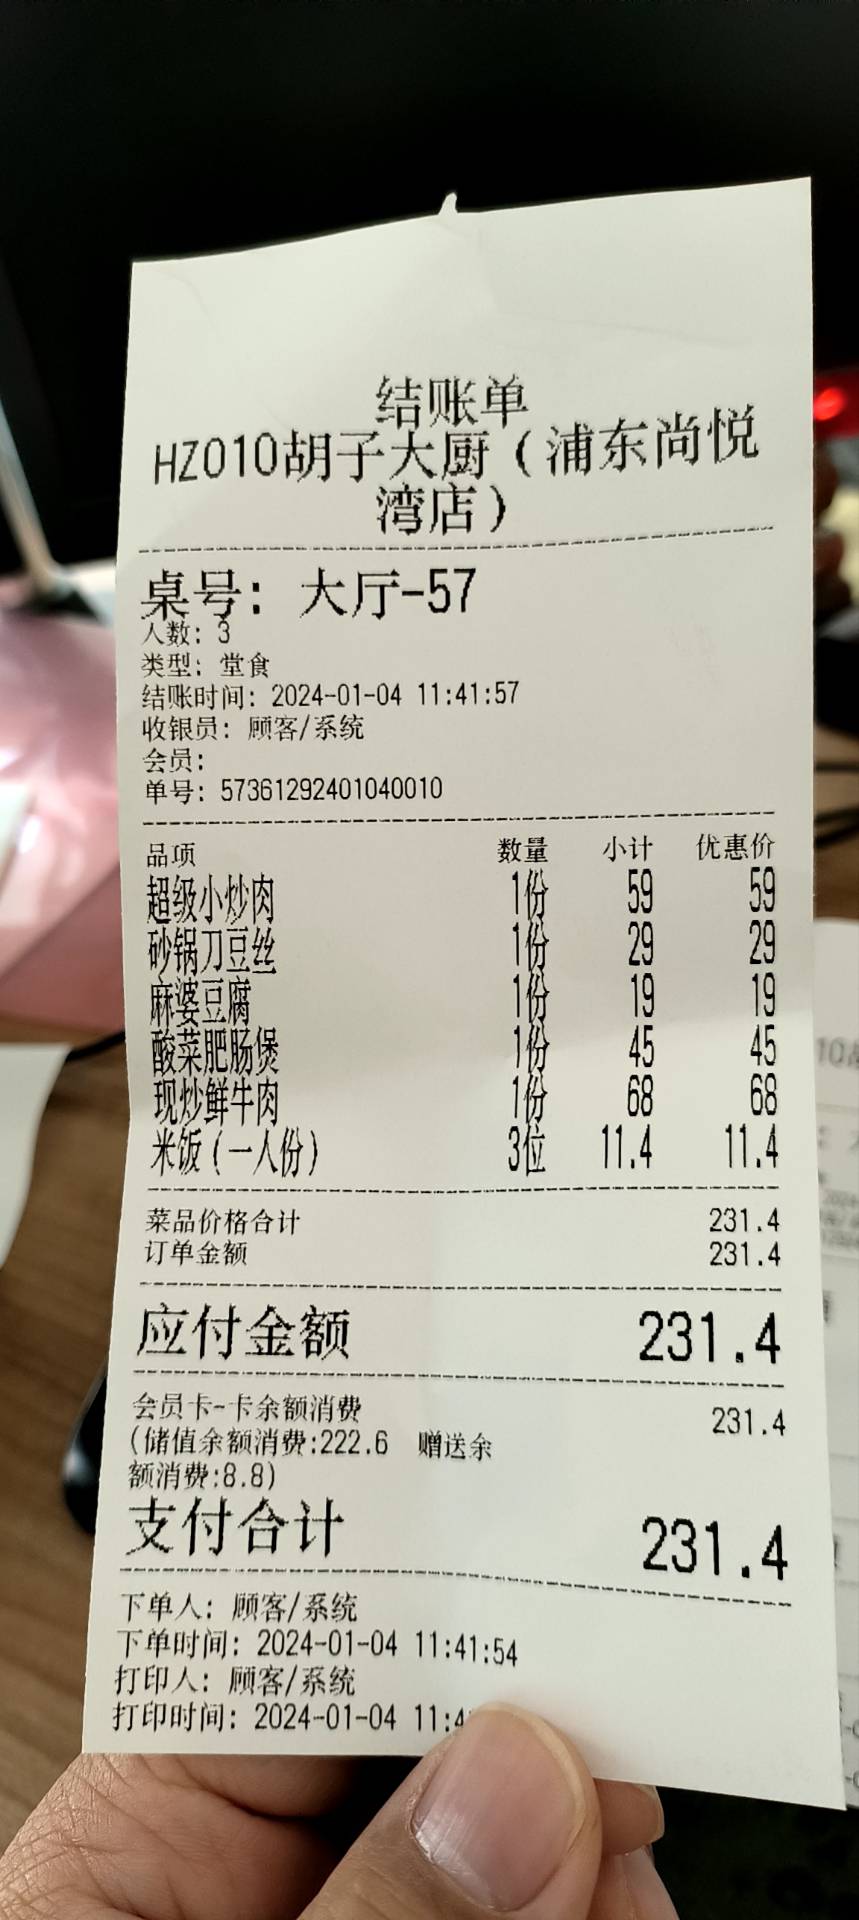 结账单
HZ010胡子大厨（浦东尚悦
湾店）
桌号: 大厅-57
人数: 3
类型: 堂食
结账时间: 2024-01-04 11:41:57
收银员: 顾客/系统
会员:
单号: 573612922401040010
品项 数量 小计 优惠价
超级小炒肉 1份 59 59
砂锅刀豆丝 1份 29 29
麻婆豆腐 1份 19 19
酸菜肥肠煲 1份 45 45
现炒鲜牛肉 1份 68 68
米饭(一人份) 3位 11.4 11.4
菜品价格合计 231.4
订单金额 231.4
应付金额 231.4
会员卡-卡余额消费 231.4
(储值余额消费:222.6 赠送余
额消费:8.8)
支付合计 231.4
下单人: 顾客/系统
下单时间: 2024-01-04 11:41:54
打印人: 顾客/系统
打印时间: 2024-01-04 11:4